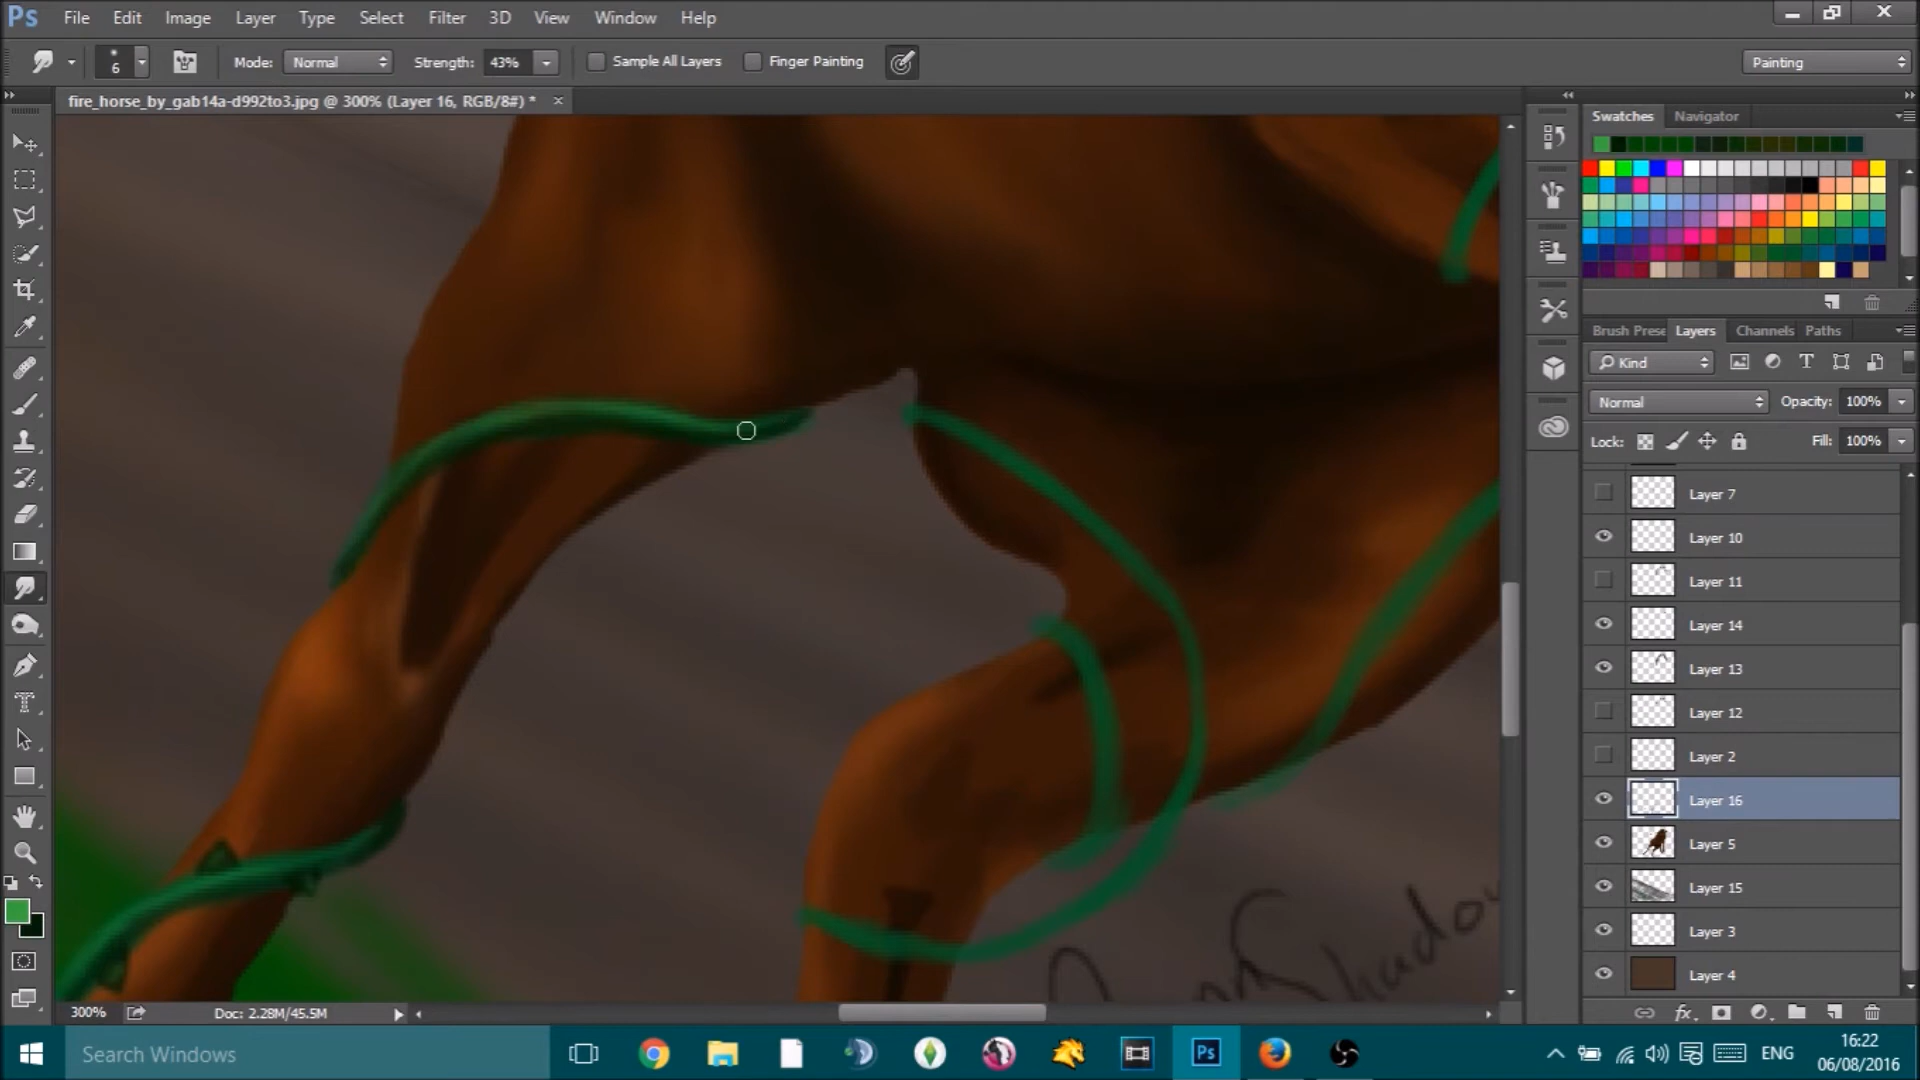 Ps File Edit Image Layer Type Select Filter 3D View Window Help
6 Mode: Normal Strength: 43% Sample All Layers Finger Painting Painting
fire_horse_by_gab14a-d992to3.jpg @ 300% (Layer 16, RGB/8#) *
Swatches Navigator
Brush Prese Layers Channels Paths
Kind
Normal Opacity: 100%
Lock: Fill: 100%
Layer 7
Layer 10
Layer 11
Layer 14
Layer 13
Layer 12
Layer 2
Layer 16
Layer 5
Layer 15
Layer 3
Layer 4
300% Doc: 2.28M/45.5M
fx
Search Windows
Ps
ENG
16:22
06/08/2016